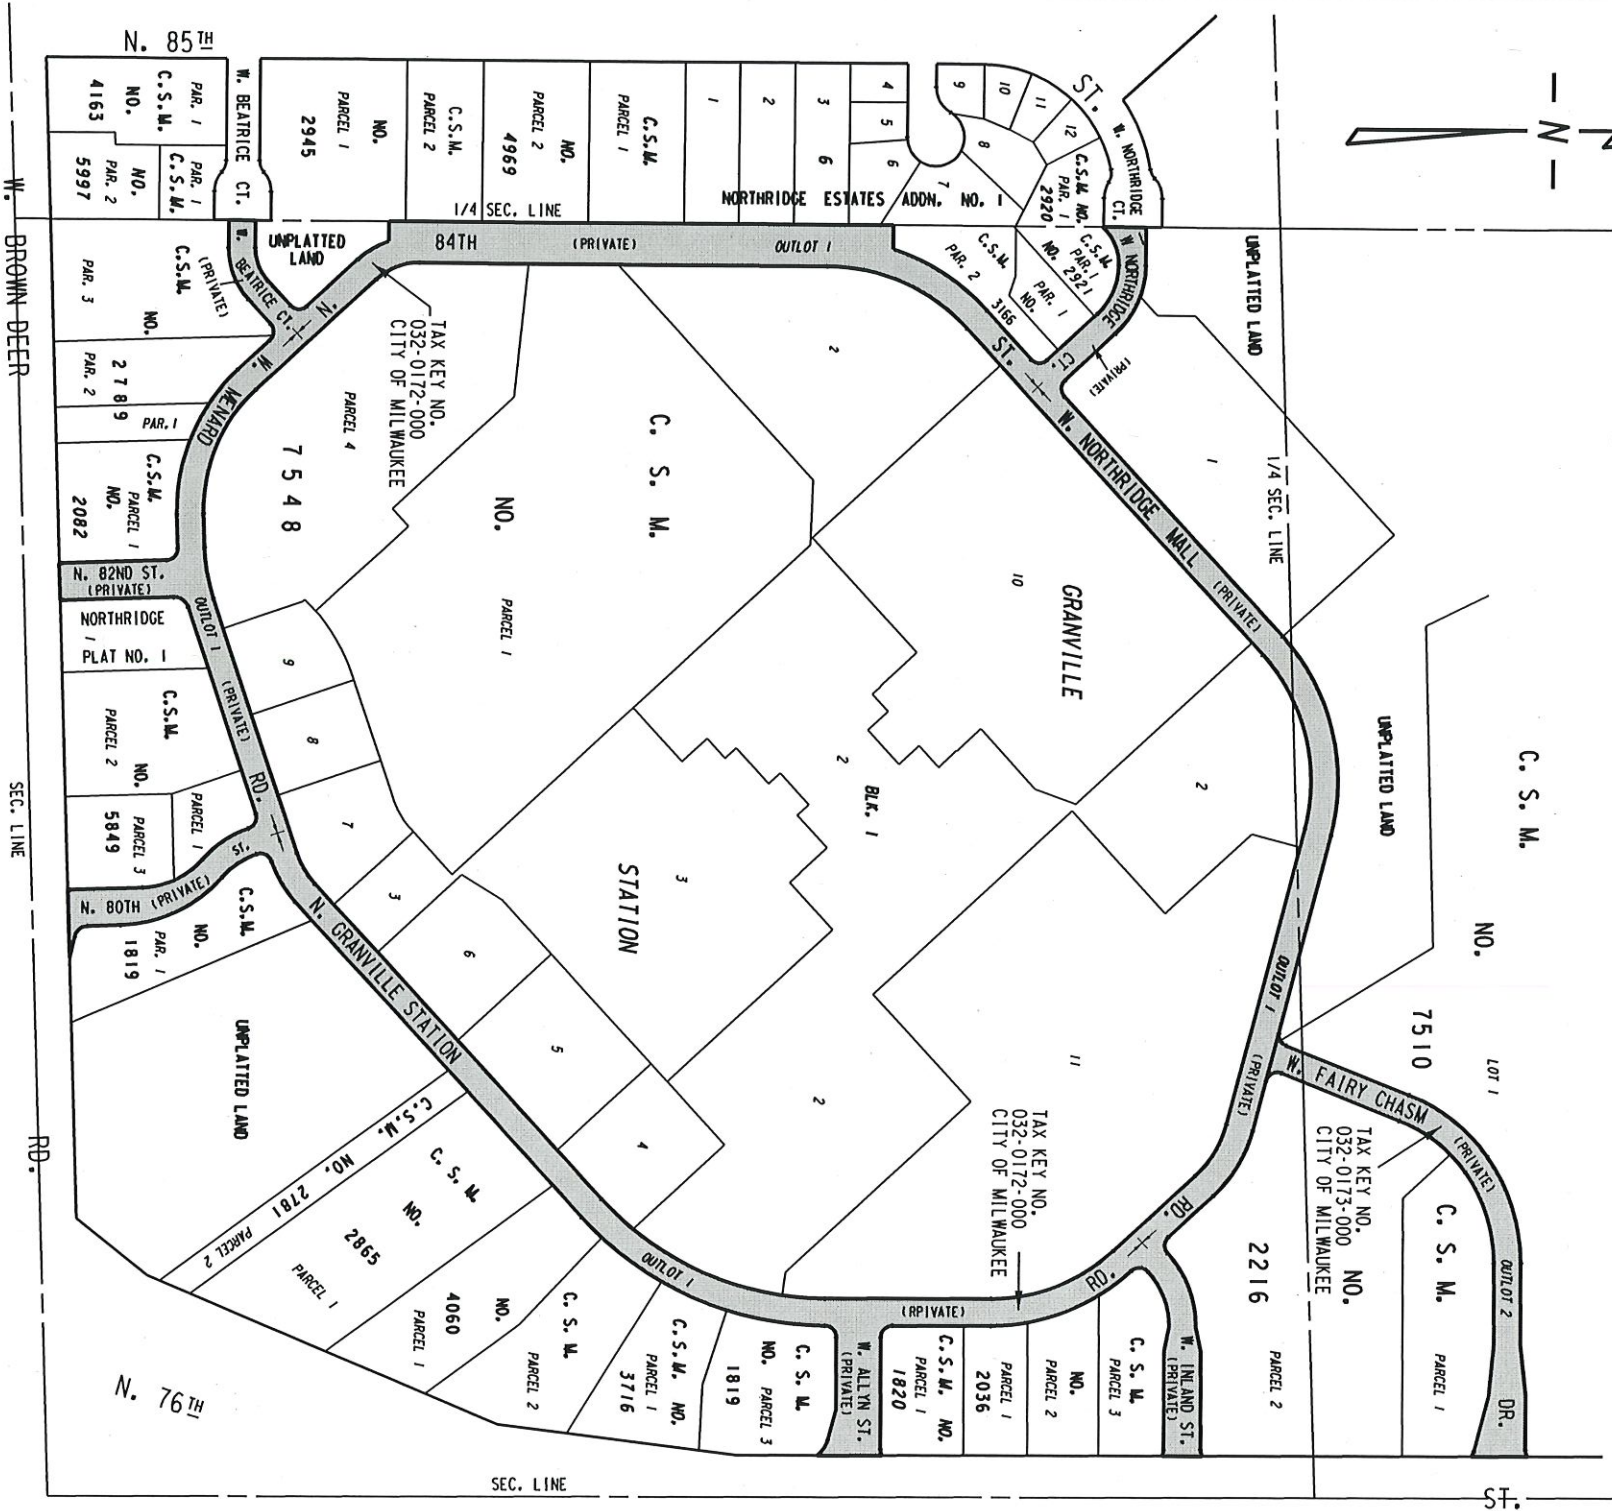 N. 85TH
ST.
N
W. BEATRICE CT.
PAR. 1
C.S.M.
NO.
4163
PAR. 1
C.S.M.
NO.
PAR. 2
5997
NO.
PARCEL 1
2945
C.S.M.
PARCEL 2
NO.
PARCEL 2
4969
C.S.M.
PARCEL 1
1
2
3
6
4
5
6
7
8
9
10
11
12
NORTHRIDGE ESTATES ADDN. NO. 1
C.S.M. NO.
PAR. 1
2920
W. NORTHRIDGE
CT.
1/4 SEC. LINE
W.
BROWN DEER
RD.
SEC. LINE
UNPLATTED
LAND
84TH
(PRIVATE)
OUTLOT 1
C.S.M.
PAR. 2
3166
C.S.M.
PAR. 1
NO. 2921
PAR. 1
NO.
W NORTHRIDGE
CT.
(PRIVATE)
UNPLATTED LAND
1/4 SEC. LINE
W.
BEATRICE CT.
(PRIVATE)
N.
ST.
C.S.M.
NO.
PAR. 3
2789
PAR. 2
PAR. 1
W. MENARD
RD.
TAX KEY NO.
032-0172-000
CITY OF MILWAUKEE
PARCEL 4
7548
C. S. M.
NO.
PARCEL 1
2
W. NORTHRIDGE MALL (PRIVATE)
1
C.S.M.
PARCEL 1
NO.
2082
N. 82ND ST.
(PRIVATE)
OUTLOT 1
(PRIVATE)
NORTHRIDGE
1
PLAT NO. 1
C.S.M.
NO.
PARCEL 2
PARCEL 1
PARCEL 3
5849
9
8
7
3
6
5
4
10
GRANVILLE
STATION
2
BLK. 1
3
2
UNPLATTED LAND
C. S. M.
NO.
7510
LOT 1
N. 80TH (PRIVATE)
ST.
C.S.M.
NO.
PAR. 1
1819
N. GRANVILLE STATION
RD.
OUTLOT 1
(PRIVATE)
W. FAIRY CHASM
(PRIVATE)
OUTLOT 2
DR.
UNPLATTED LAND
11
2
TAX KEY NO.
032-0172-000
CITY OF MILWAUKEE
TAX KEY NO.
032-0173-000
CITY OF MILWAUKEE
C. S. M.
NO.
2216
PARCEL 1
PARCEL 2
C.S.M.
NO. 2781
PARCEL 2
C. S. M.
NO.
2865
PARCEL 1
C. S. M.
NO.
4060
PARCEL 1
PARCEL 2
OUTLOT 1
RD.
(RPIVATE)
C.S.M. NO.
PARCEL 1
3716
C. S. M.
NO. PARCEL 3
1819
W. ALLYN ST.
(PRIVATE)
C.S.M. NO.
PARCEL 1
1820
PARCEL 1
2036
NO.
PARCEL 2
C. S. M.
PARCEL 3
W. INLAND ST.
(PRIVATE)
N. 76TH
ST.
SEC. LINE